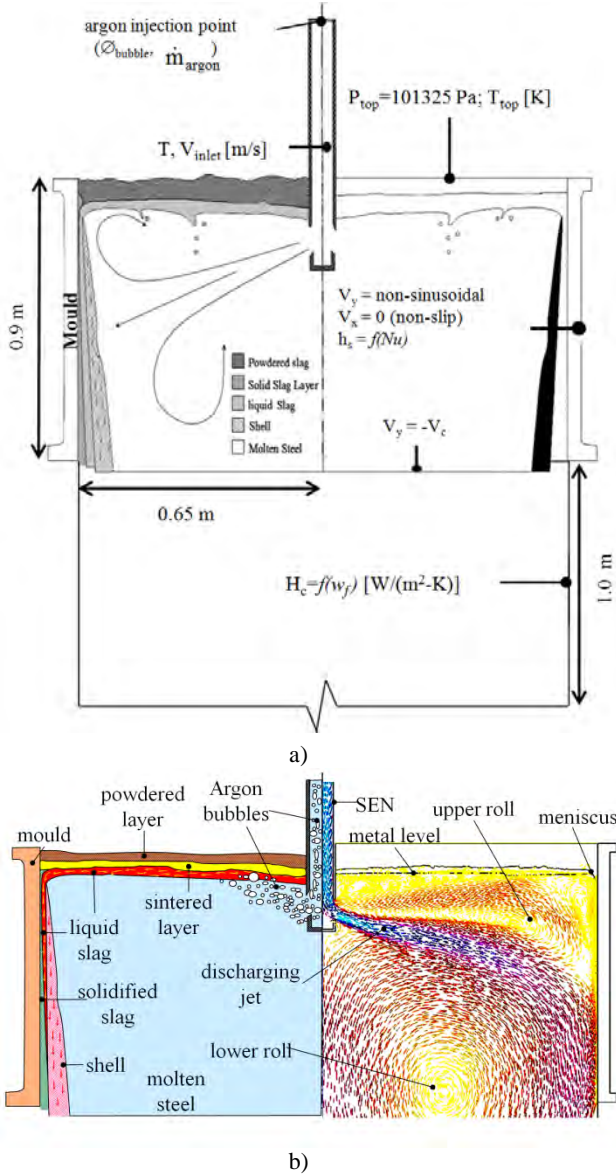 argon injection point
(∅bubble, ṁargon)
Ptop=101325 Pa; Ttop [K]
T, Vinlet [m/s]
0.9 m
Mould
Vy = non-sinusoidal
Vx = 0 (non-slip)
hs = f(Nu)
Powdered slag
Solid Slag Layer
liquid Slag
Shell
Molten Steel
Vy = -Vc
0.65 m
Hc=f(wf) [W/(m²-K)]
1.0 m
a)
Argon
bubbles
SEN
powdered
layer
upper roll
meniscus
mould
metal level
sintered
layer
liquid
slag
discharging
jet
solidified
slag
lower roll
shell
molten
steel
b)